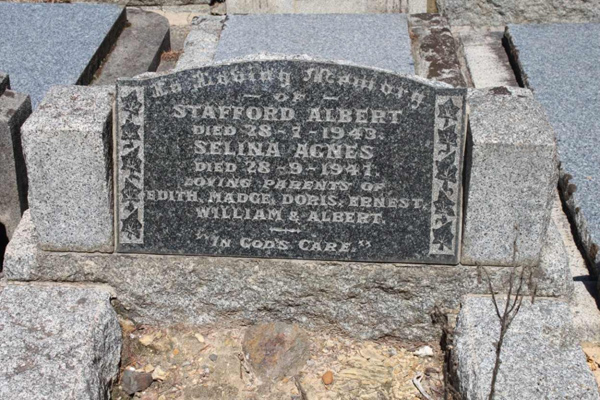 In Loving Memory
— OF —
STAFFORD ALBERT
DIED 28-7-1943.
SELINA AGNES
DIED 28-9-1947.
LOVING PARENTS OF
EDITH, MADGE, DORIS, ERNEST,
WILLIAM & ALBERT.
"IN GOD'S CARE."